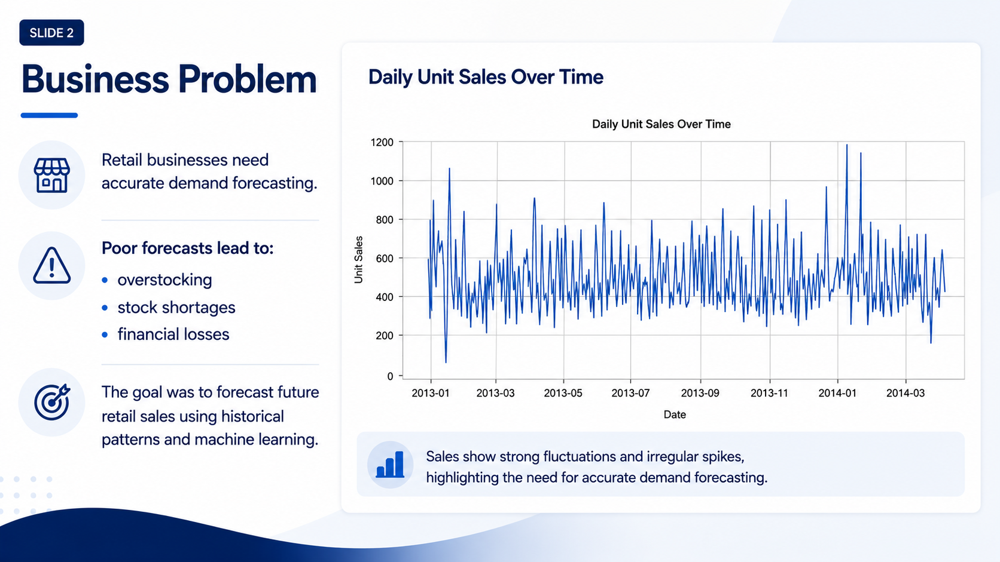 SLIDE 2
Business Problem
Retail businesses need
accurate demand forecasting.
Poor forecasts lead to:
• overstocking
• stock shortages
• financial losses
The goal was to forecast future
retail sales using historical
patterns and machine learning.
Daily Unit Sales Over Time
Daily Unit Sales Over Time
Unit Sales
1200
1000
800
600
400
200
0
2013-01 2013-03 2013-05 2013-07 2013-09 2013-11 2014-01 2014-03
Date
Sales show strong fluctuations and irregular spikes,
highlighting the need for accurate demand forecasting.